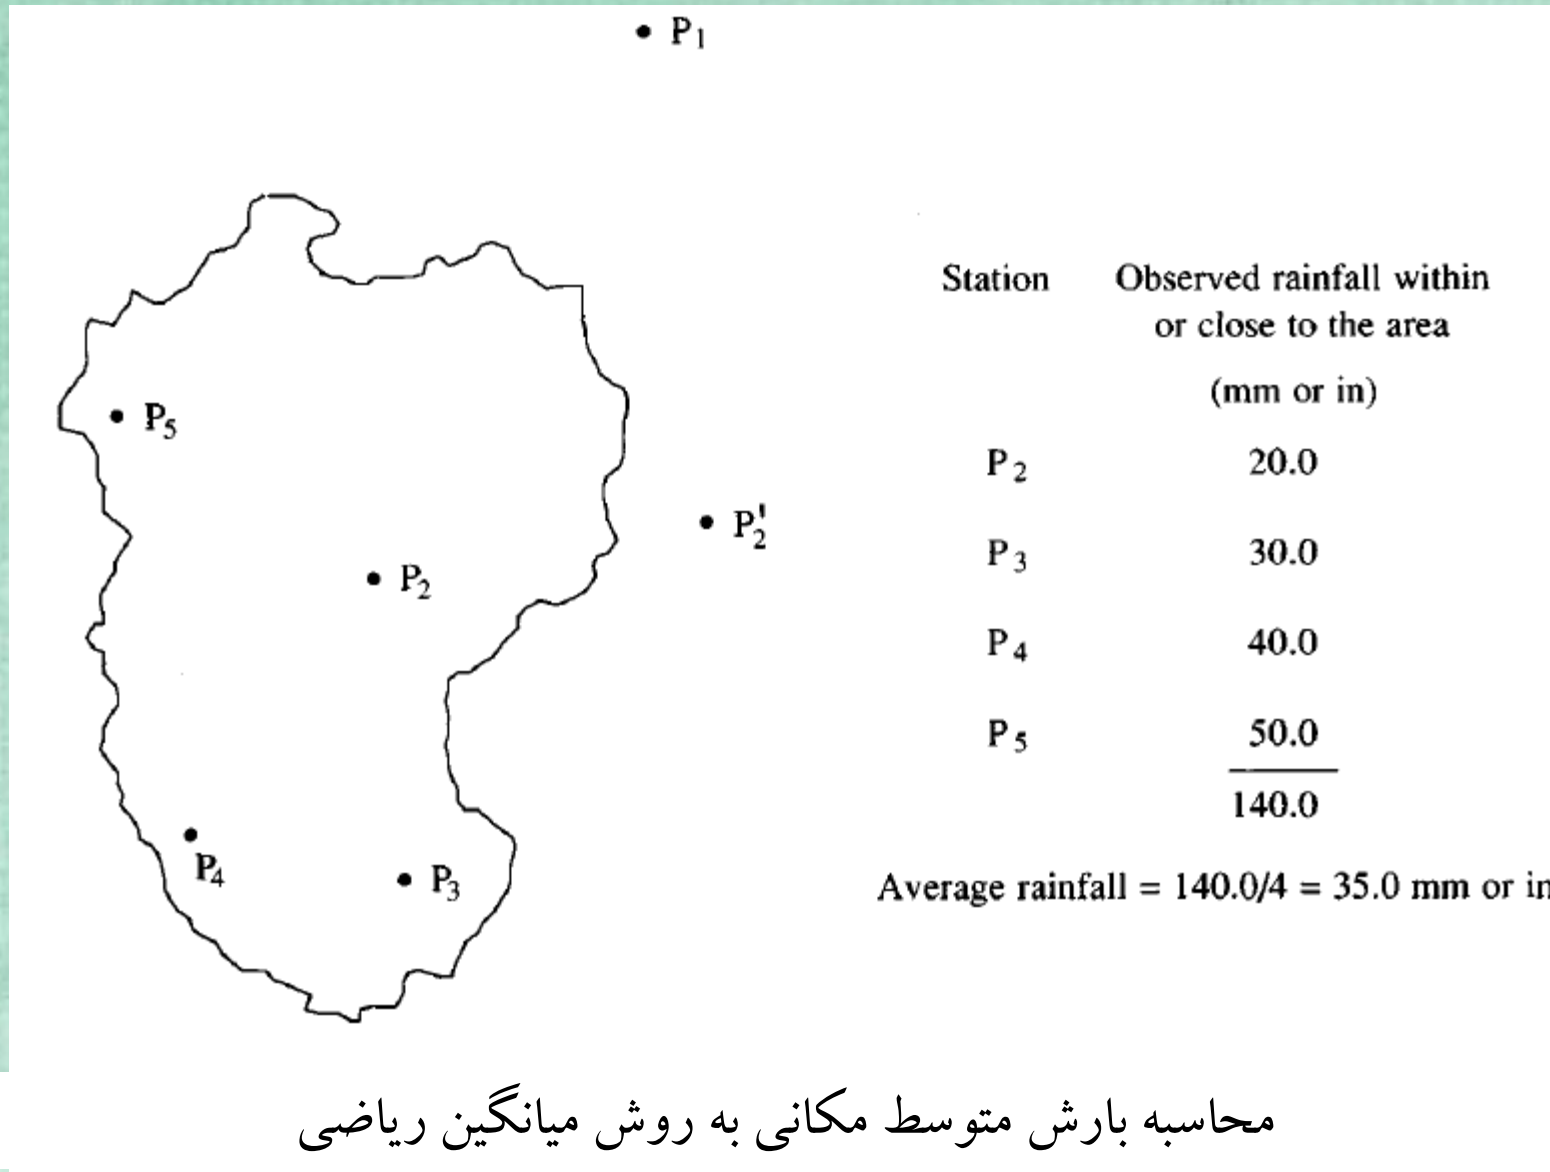 P1
P5
P2'
P2
P4
P3
Station Observed rainfall within
or close to the area
(mm or in)
P2 20.0
P3 30.0
P4 40.0
P5 50.0
140.0
Average rainfall = 140.0/4 = 35.0 mm or in
محاسبه بارش متوسط مکانی به روش میانگین ریاضی